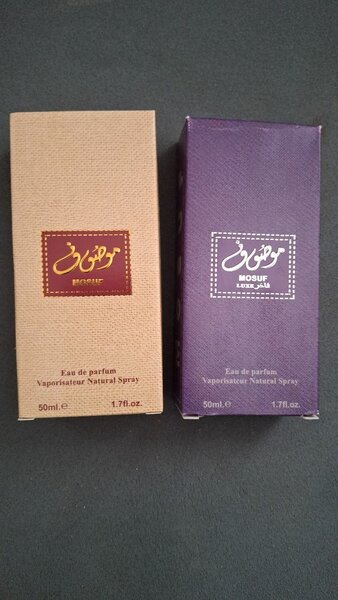 موصوف
MOSUF
Eau de parfum
Vaporisateur Natural Spray
50ml.e 1.7fl.oz.
موصوف
MOSUF
LUXE فاخر
Eau de parfum
Vaporisateur Natural Spray
50ml.e 1.7fl.oz.